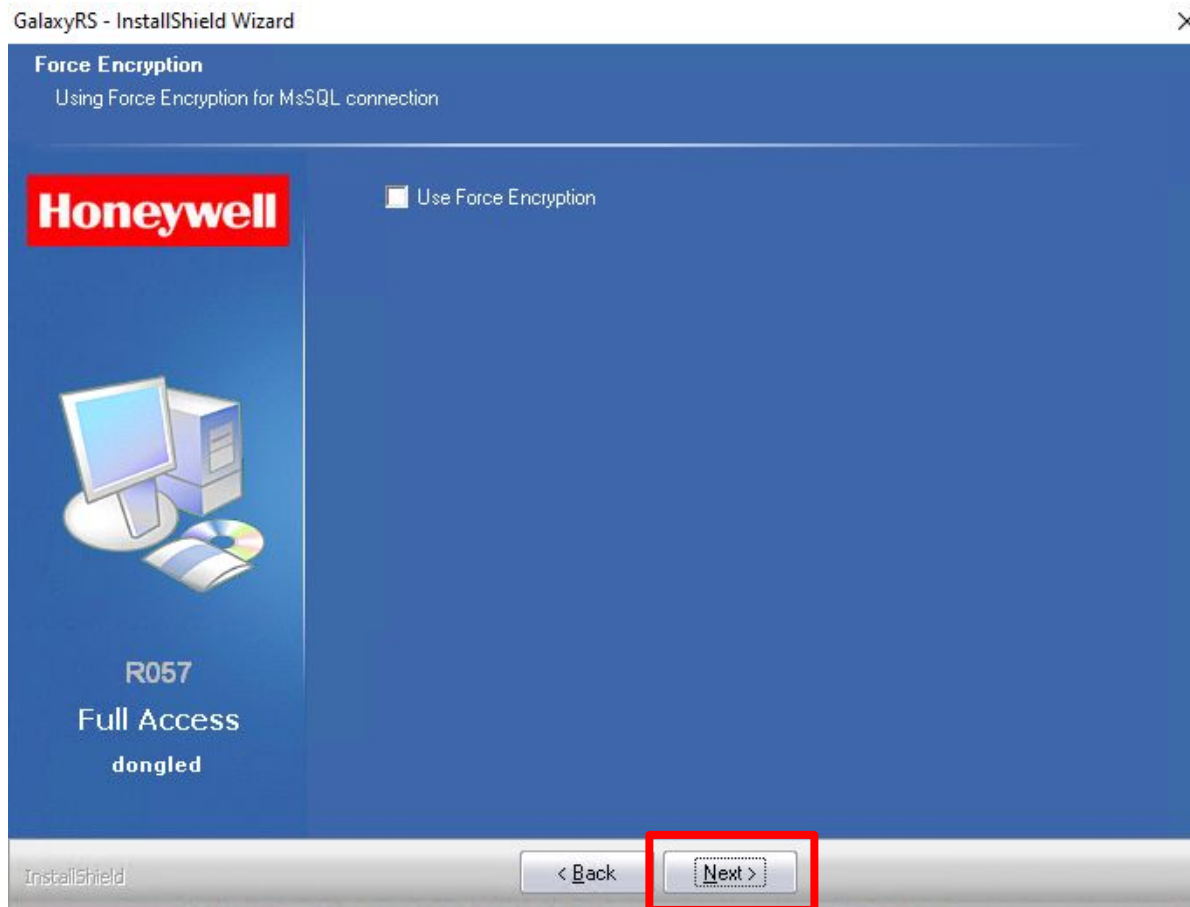 GalaxyRS - InstallShield Wizard
Force Encryption
Using Force Encryption for MsSQL connection
Honeywell
Use Force Encryption
R057
Full Access
dongled
InstallShield
< Back
Next >